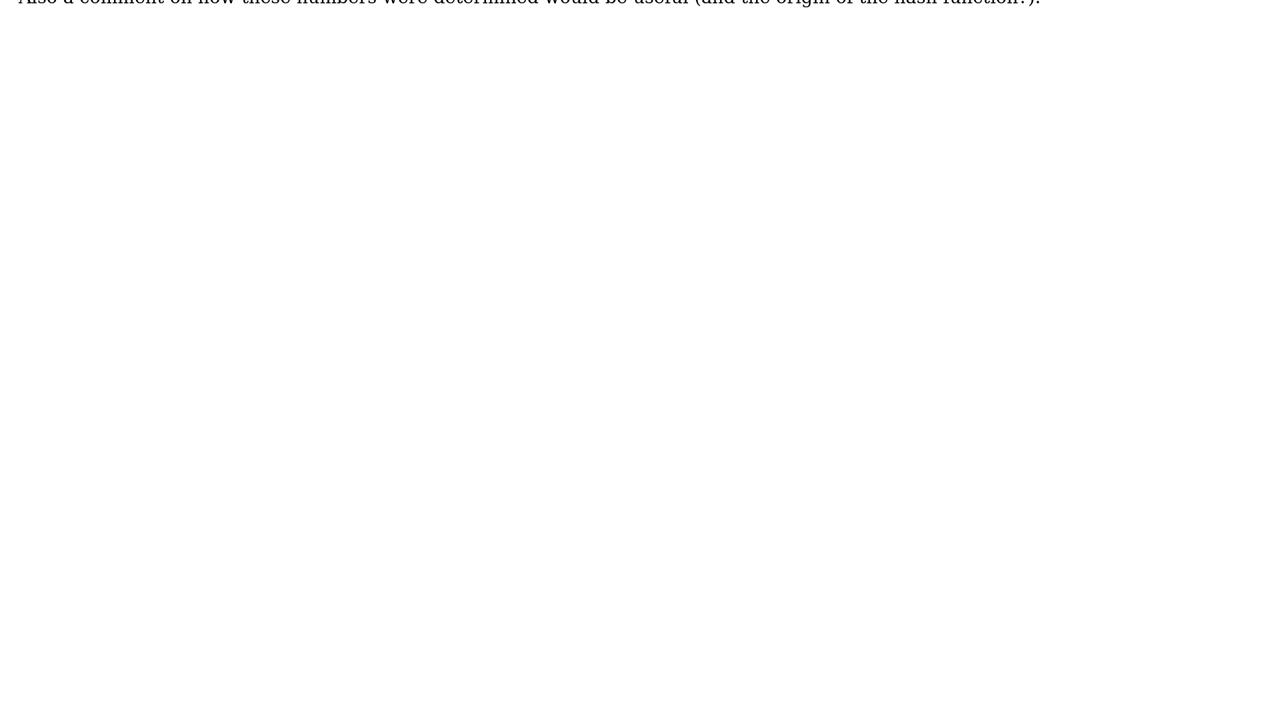 Also a comment on how these numbers were determined would be useful (and the origin of the hash function?).